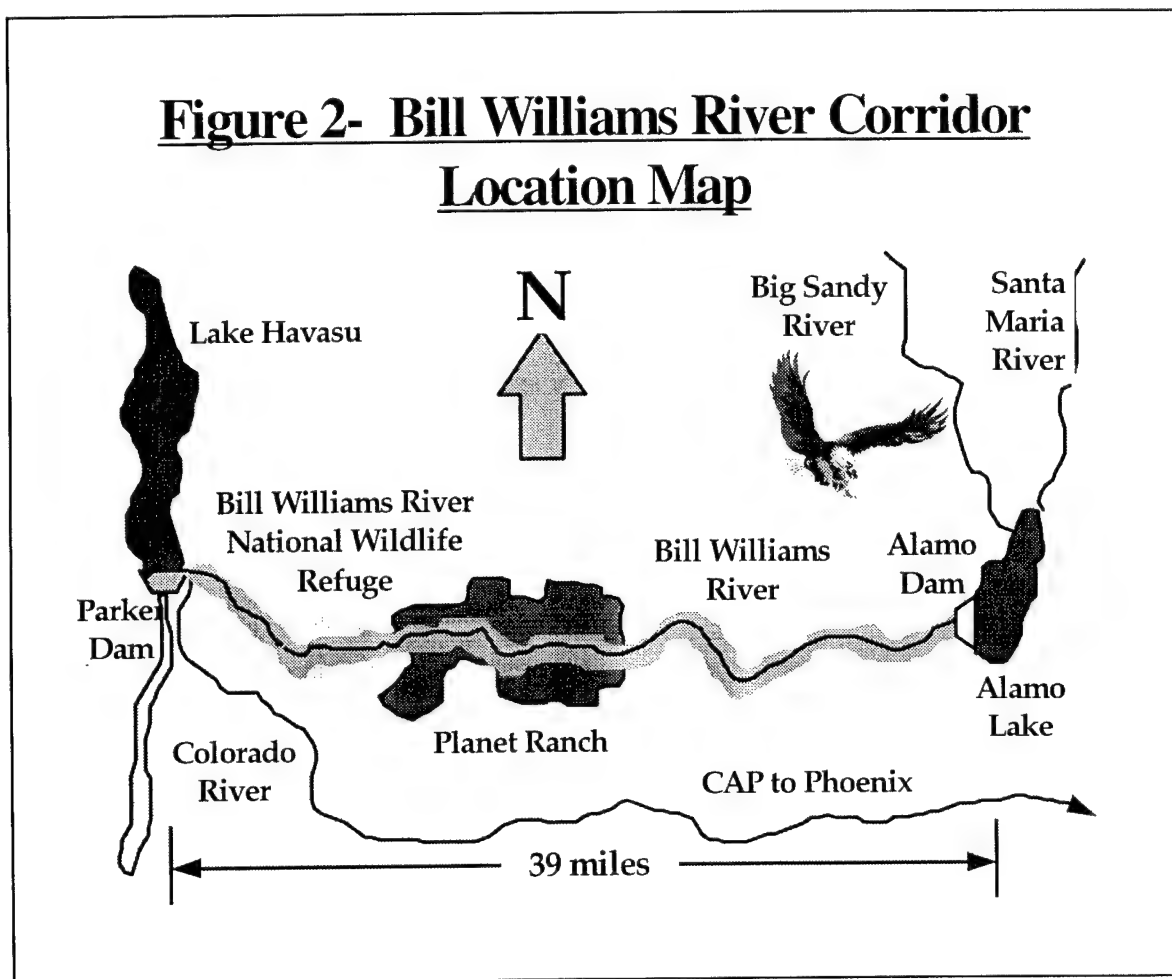 Figure 2- Bill Williams River Corridor
Location Map
N
Lake Havasu
Big Sandy
River
Santa
Maria
River
Bill Williams River
National Wildlife
Refuge
Bill Williams
River
Alamo
Dam
Parker
Dam
Planet Ranch
Alamo
Lake
Colorado
River
CAP to Phoenix
39 miles